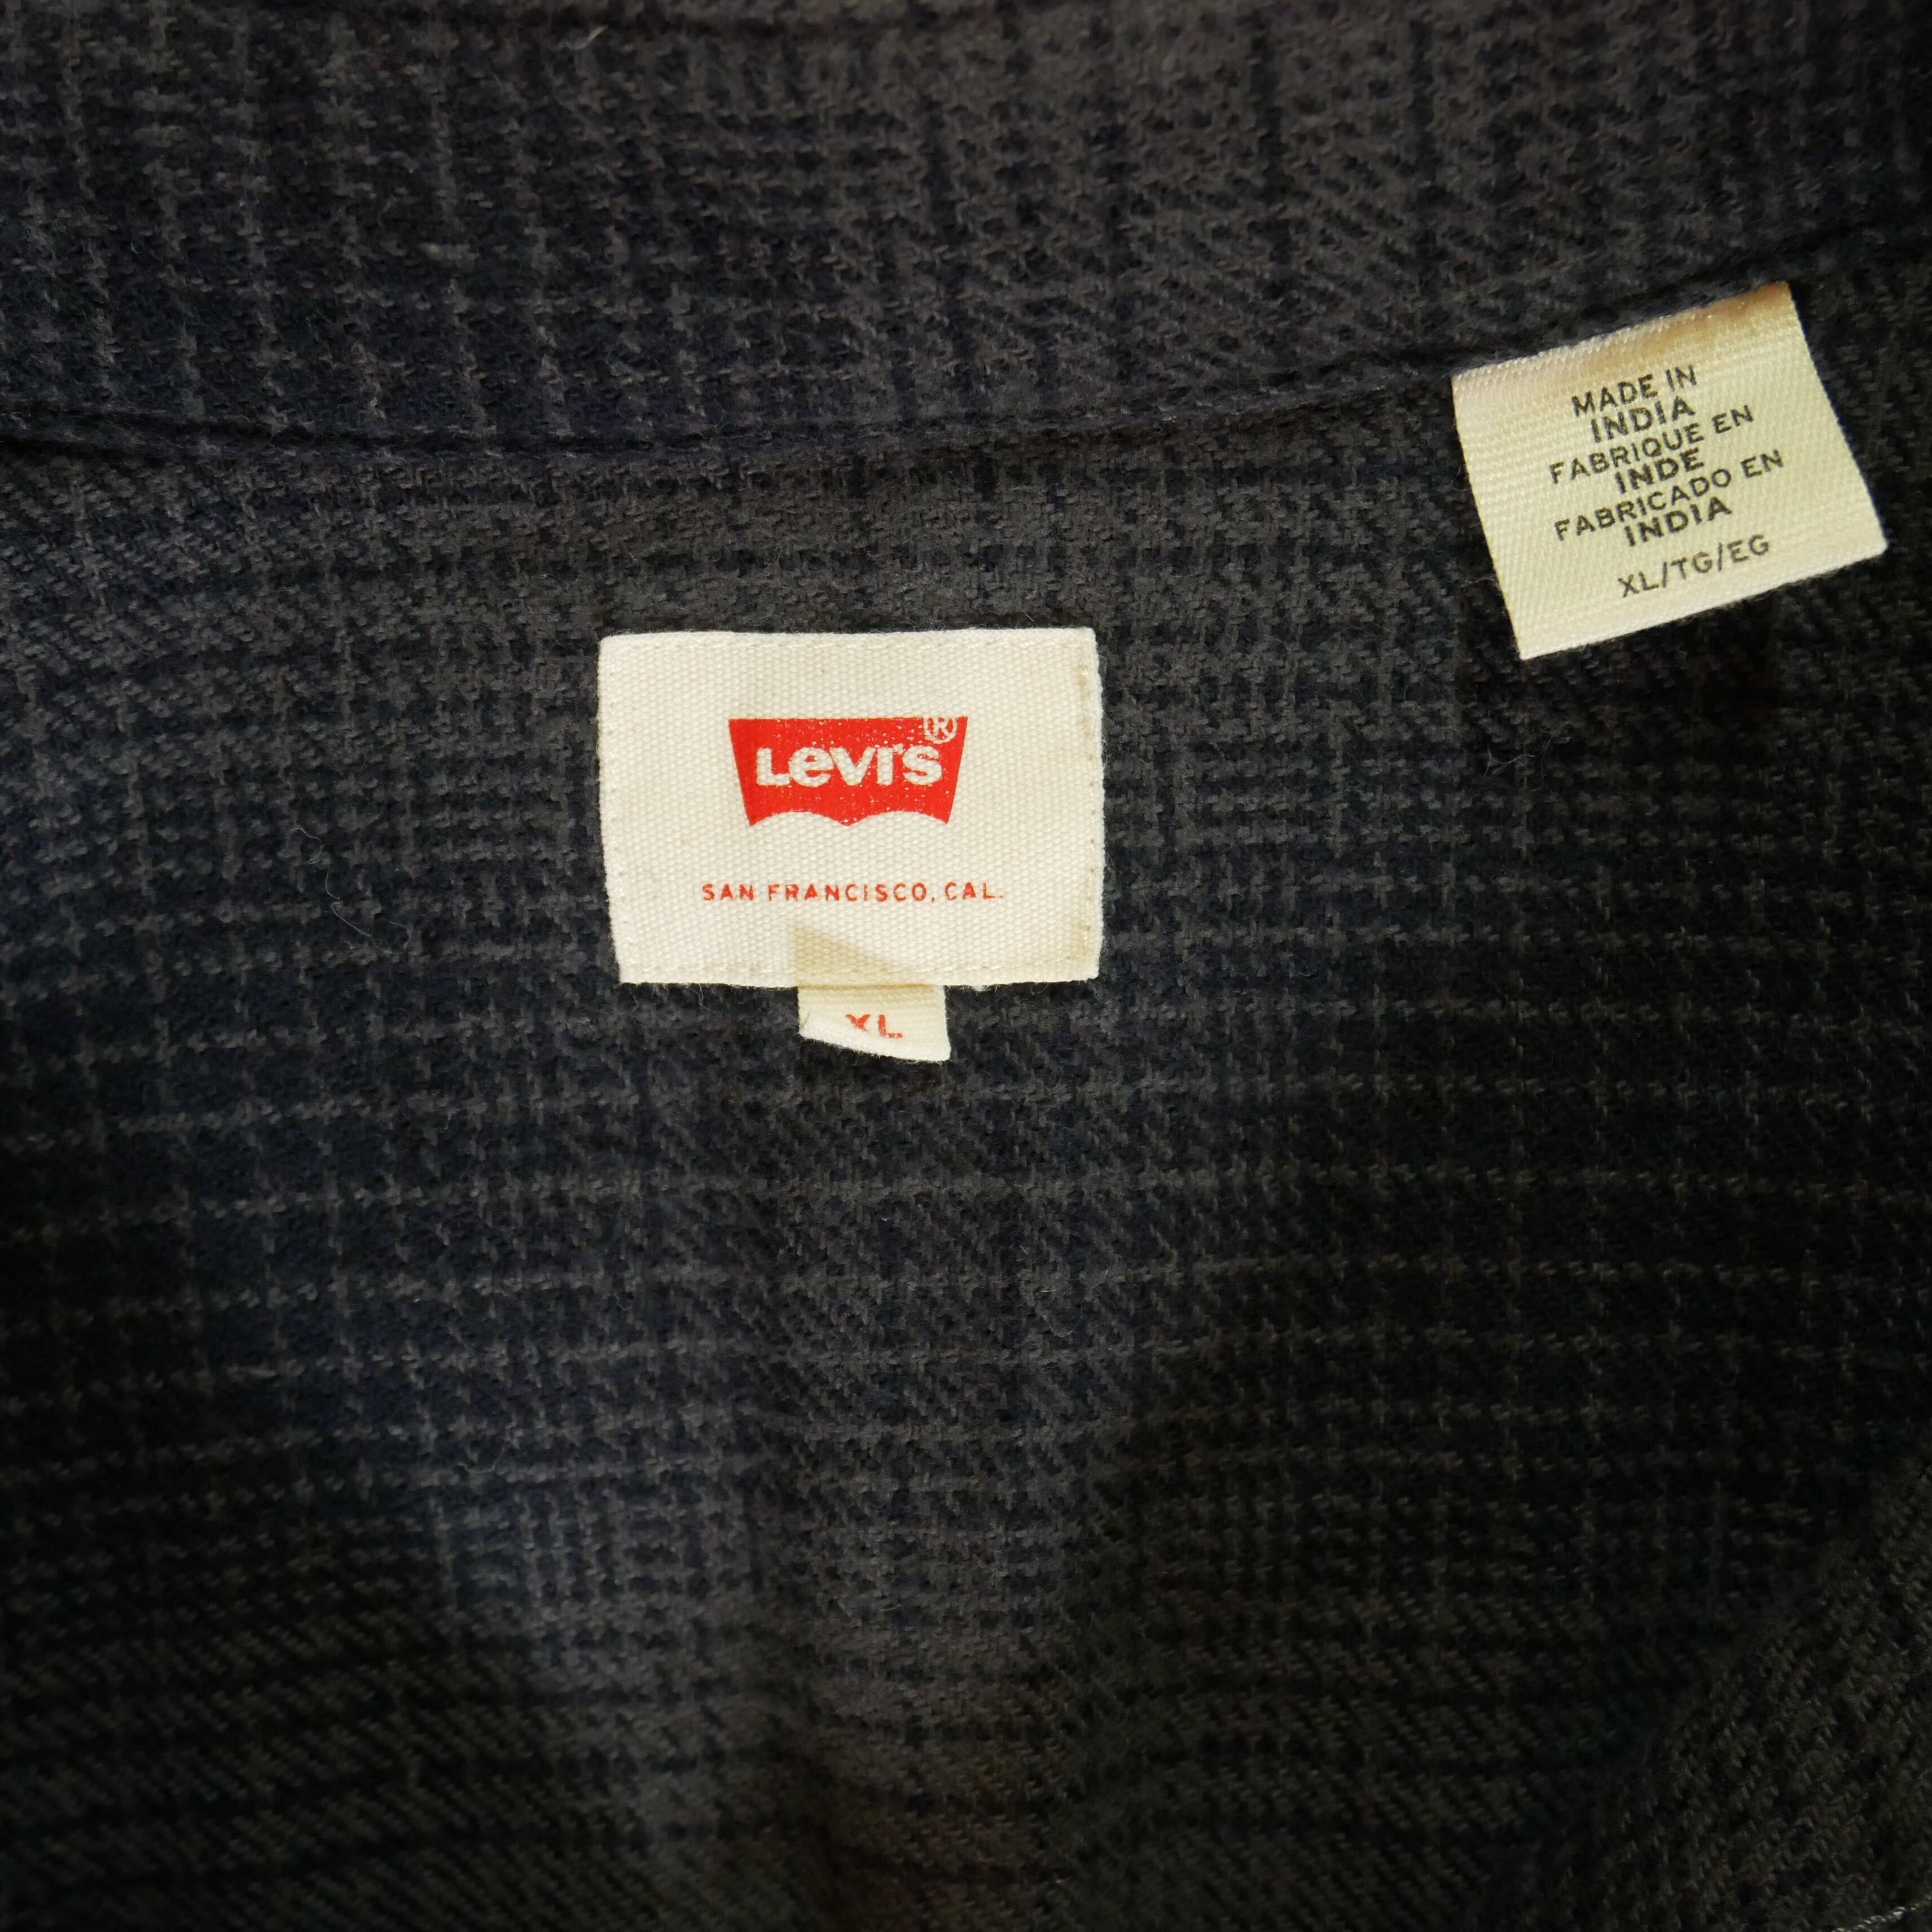 MADE IN
INDIA
FABRIQUE EN
INDE
FABRICADO EN
INDIA
XL/TG/EG
Levi's®
SAN FRANCISCO, CAL.
XL